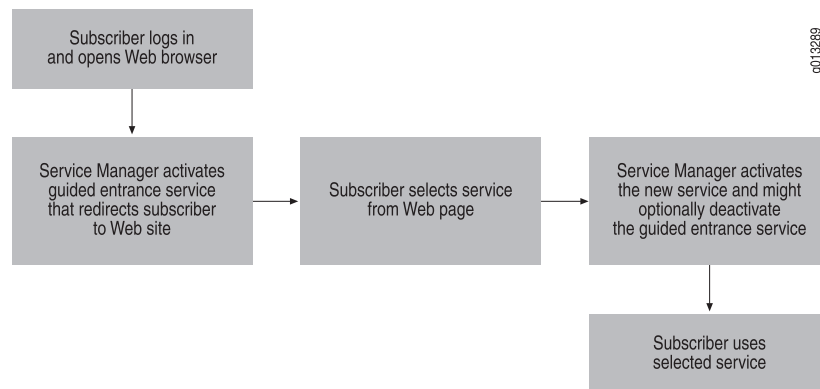 Subscriber logs in
and opens Web browser
g013289
Service Manager activates
guided entrance service
that redirects subscriber
to Web site
Subscriber selects service
from Web page
Service Manager activates
the new service and might
optionally deactivate
the guided entrance service
Subscriber uses
selected service